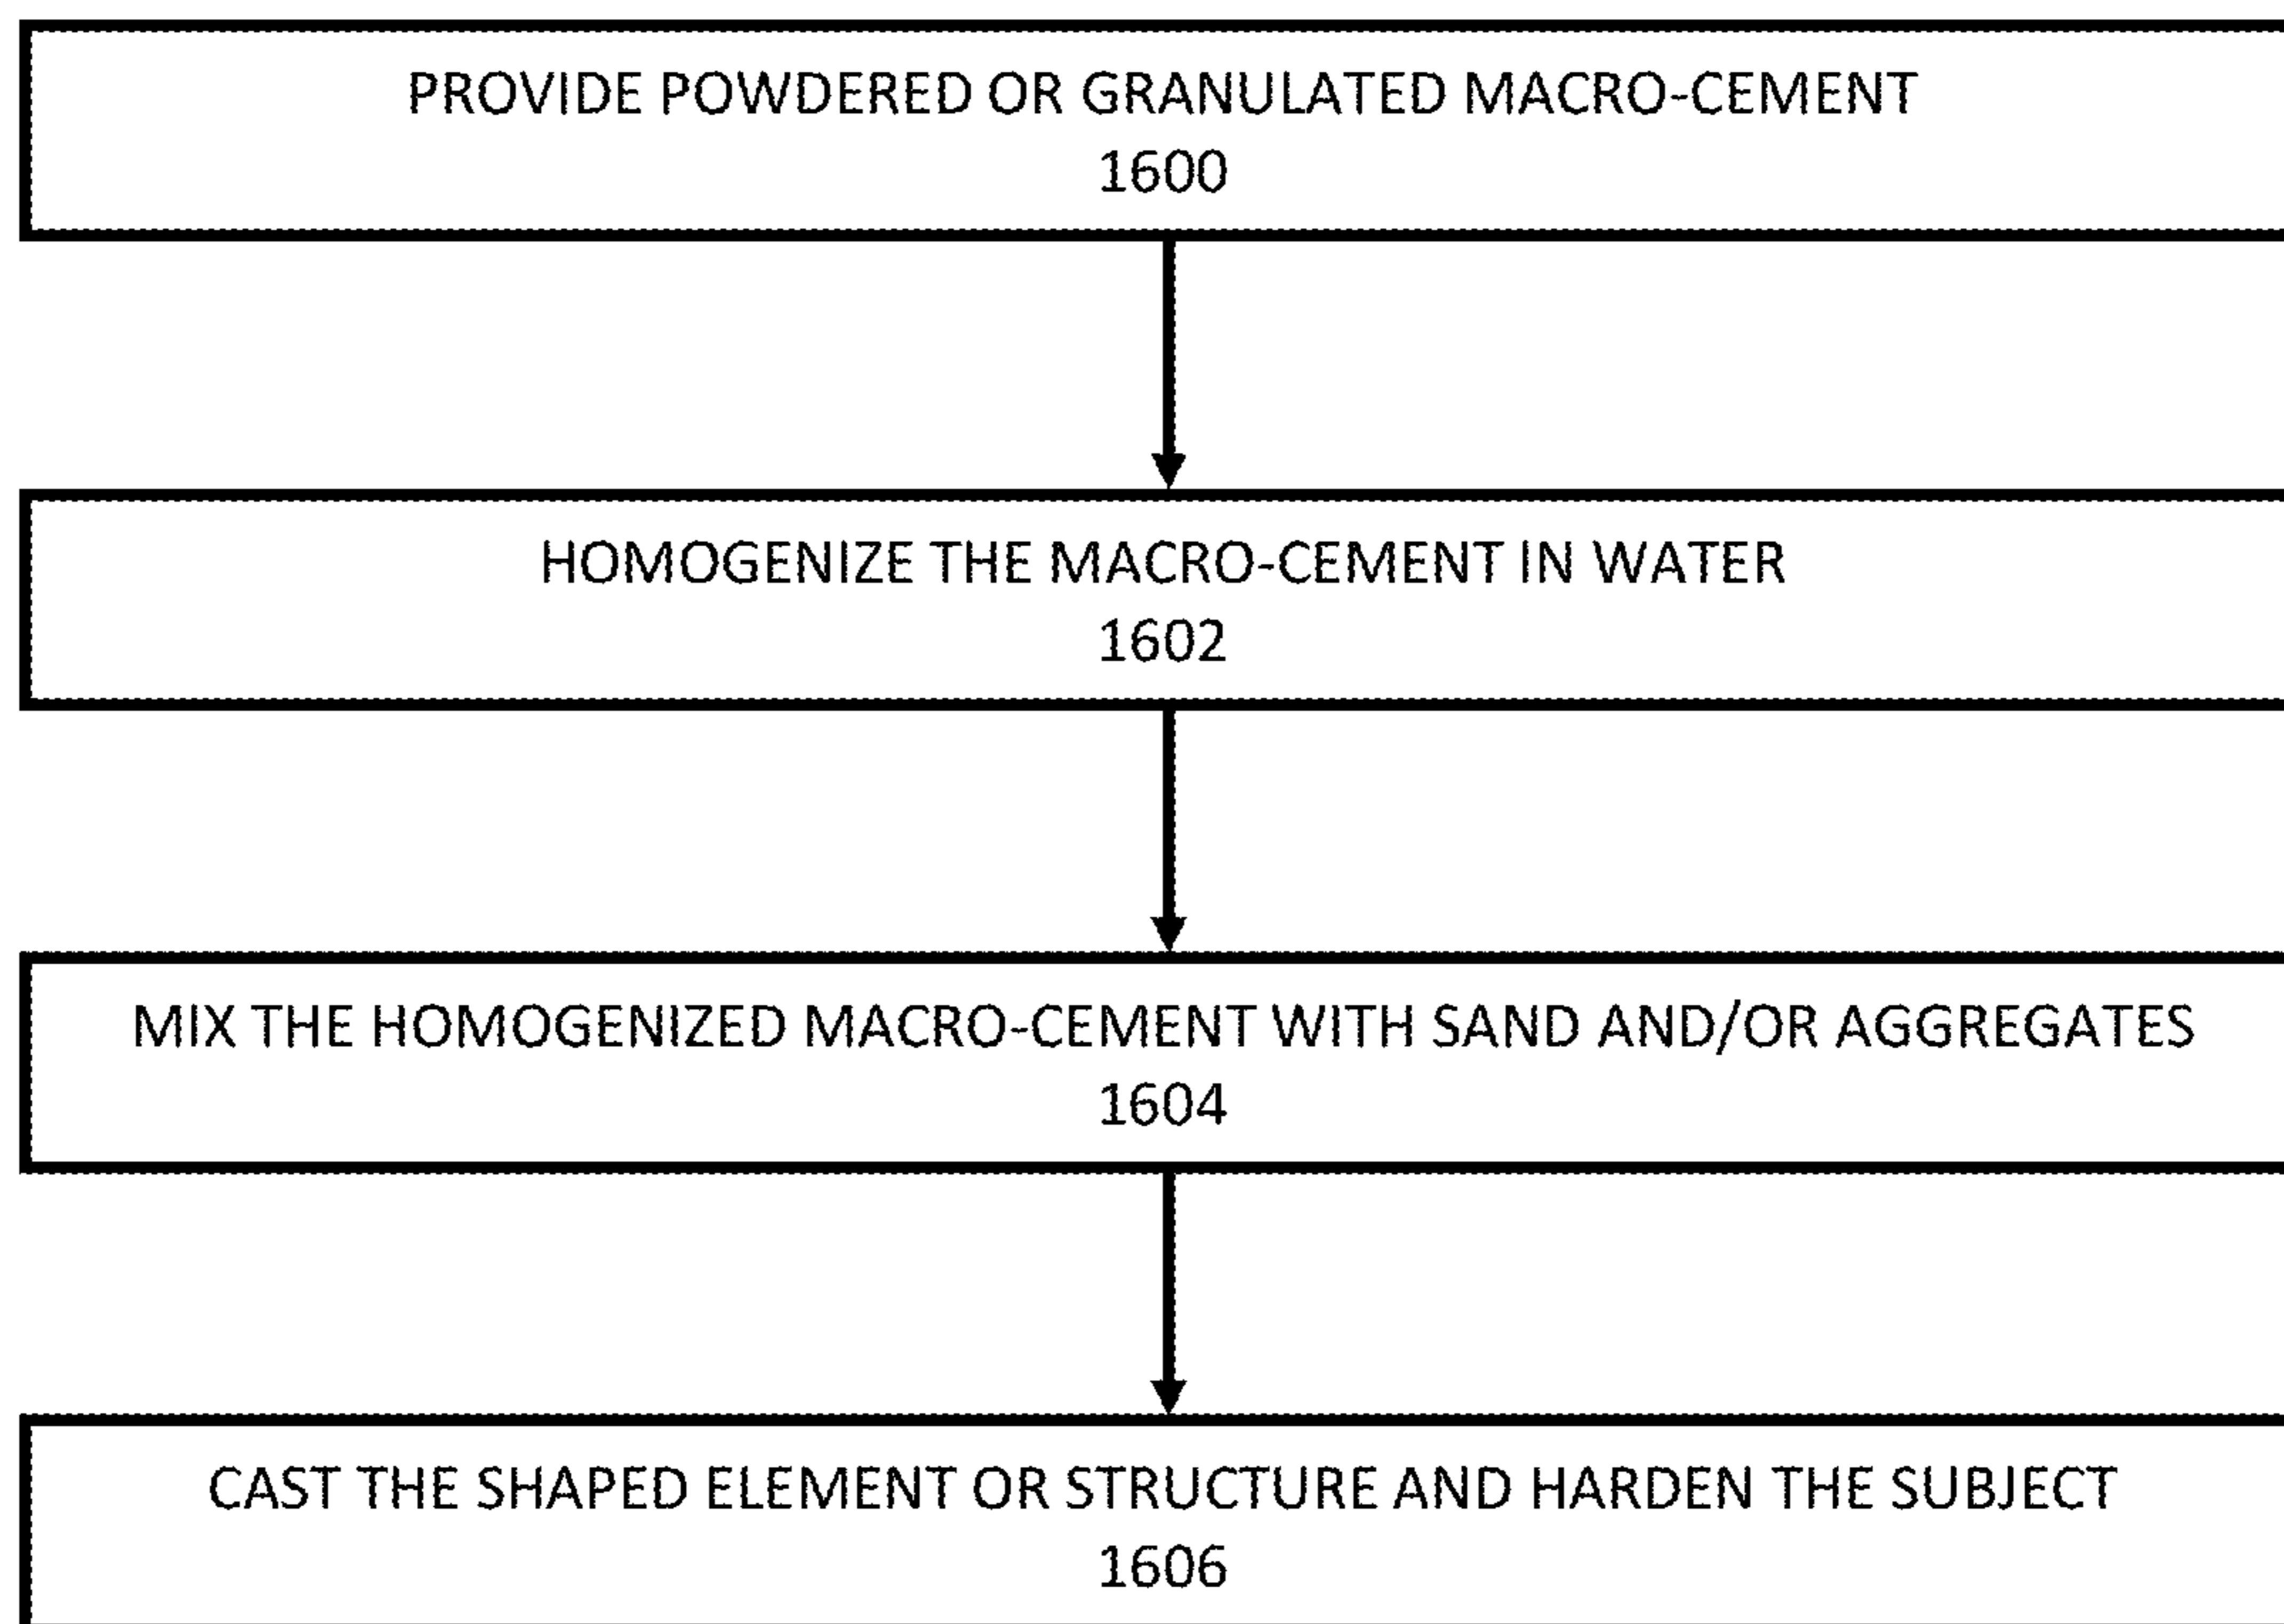 PROVIDE POWDERED OR GRANULATED MACRO-CEMENT
1600
HOMOGENIZE THE MACRO-CEMENT IN WATER
1602
MIX THE HOMOGENIZED MACRO-CEMENT WITH SAND AND/OR AGGREGATES
1604
CAST THE SHAPED ELEMENT OR STRUCTURE AND HARDEN THE SUBJECT
1606